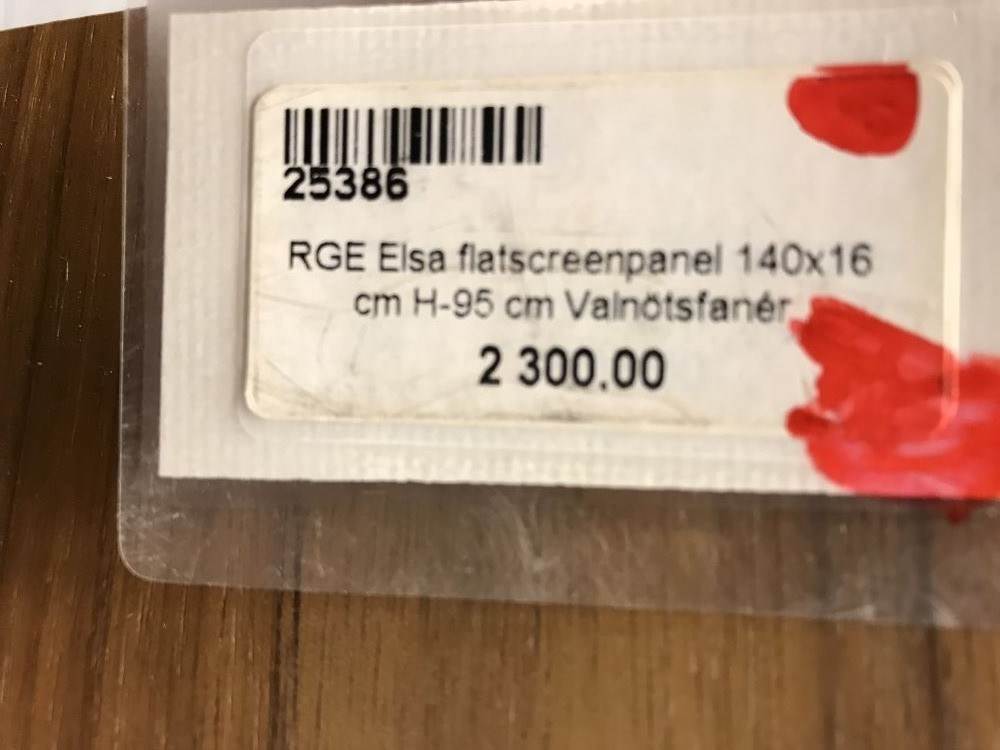 25386
RGE Elsa flatscreenpanel 140x16
cm H-95 cm Valnötsfanér
2 300.00